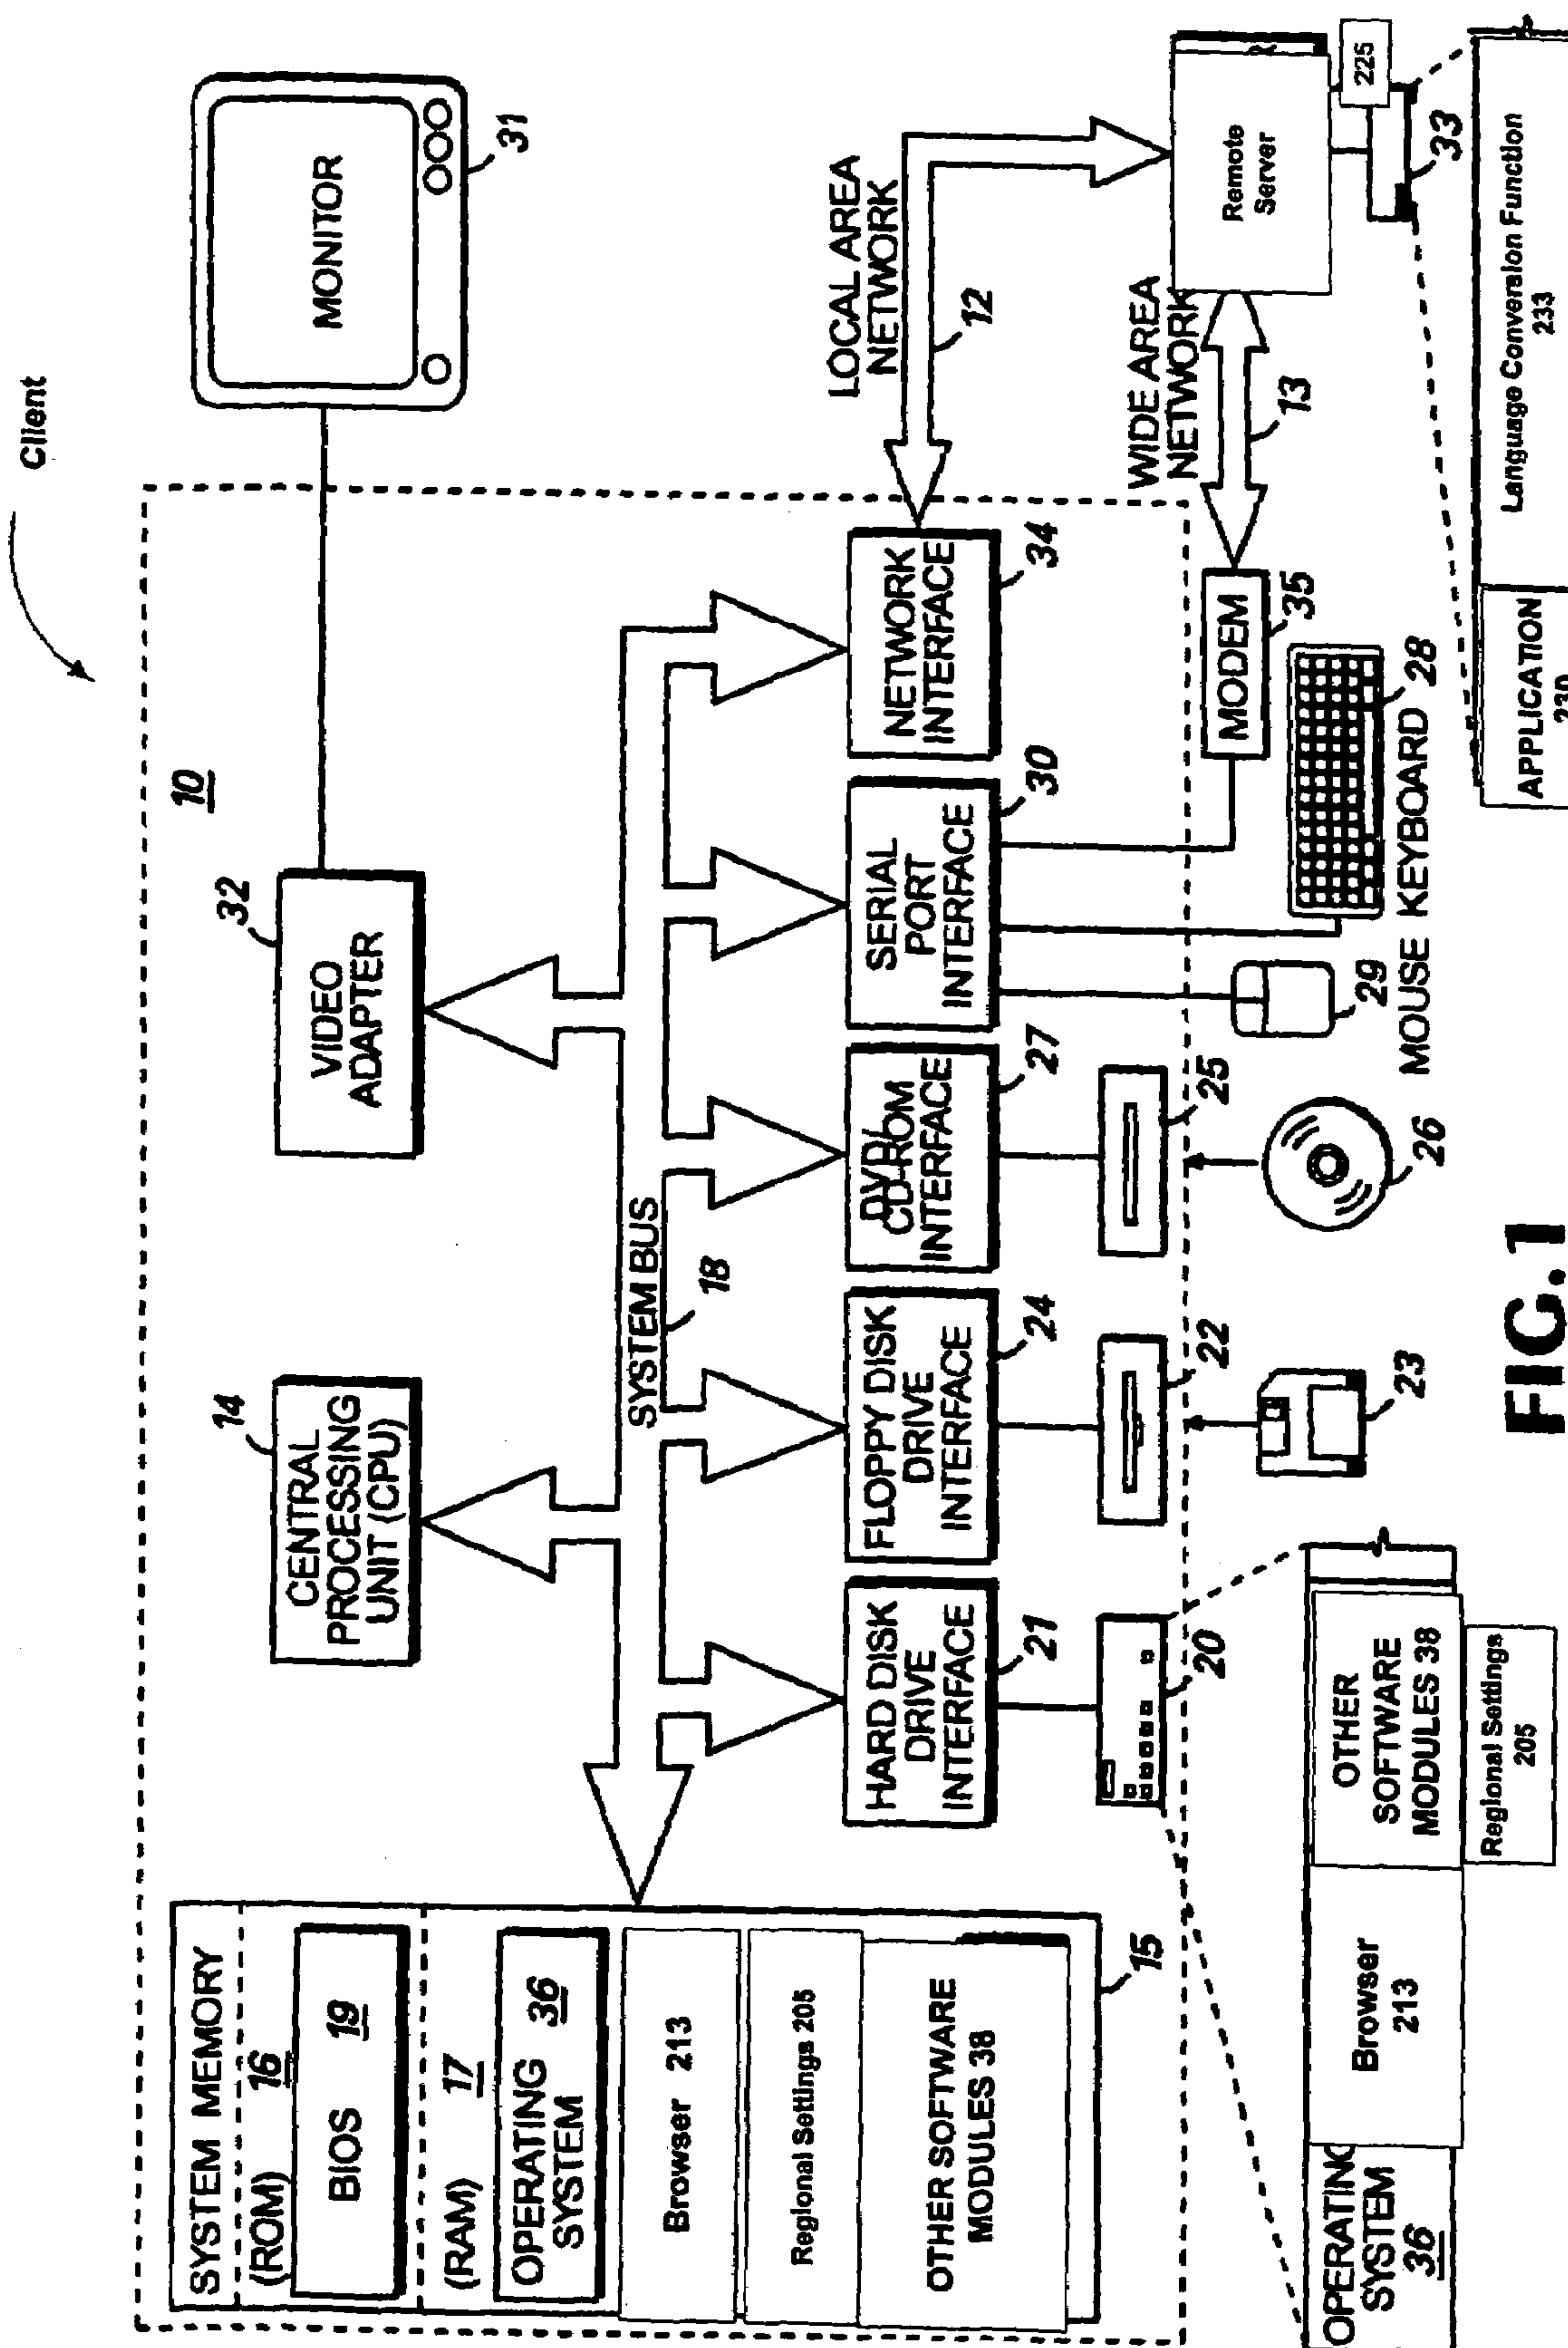 Client
10
SYSTEM MEMORY
(ROM) 16
BIOS 19
(RAM) 17
OPERATING
SYSTEM 36
Browser 213
Regional Settings 205
OTHER SOFTWARE
MODULES 38
15
14
CENTRAL
PROCESSING
UNIT (CPU)
32
VIDEO
ADAPTER
MONITOR
31
SYSTEM BUS
18
HARD DISK
DRIVE
INTERFACE
21
FLOPPY DISK
DRIVE
INTERFACE
24
DVD/
CD-ROM
INTERFACE
27
SERIAL
PORT
INTERFACE
30
NETWORK
INTERFACE
34
LOCAL AREA
NETWORK
12
WIDE AREA
NETWORK
13
Remote
Server
225
33
20
22
25
23
26
29
MOUSE
KEYBOARD 28
MODEM
35
OPERATING
SYSTEM
36
Browser
213
OTHER
SOFTWARE
MODULES 38
Regional Settings
205
APPLICATION
Language Conversion Function
233
FIG.1